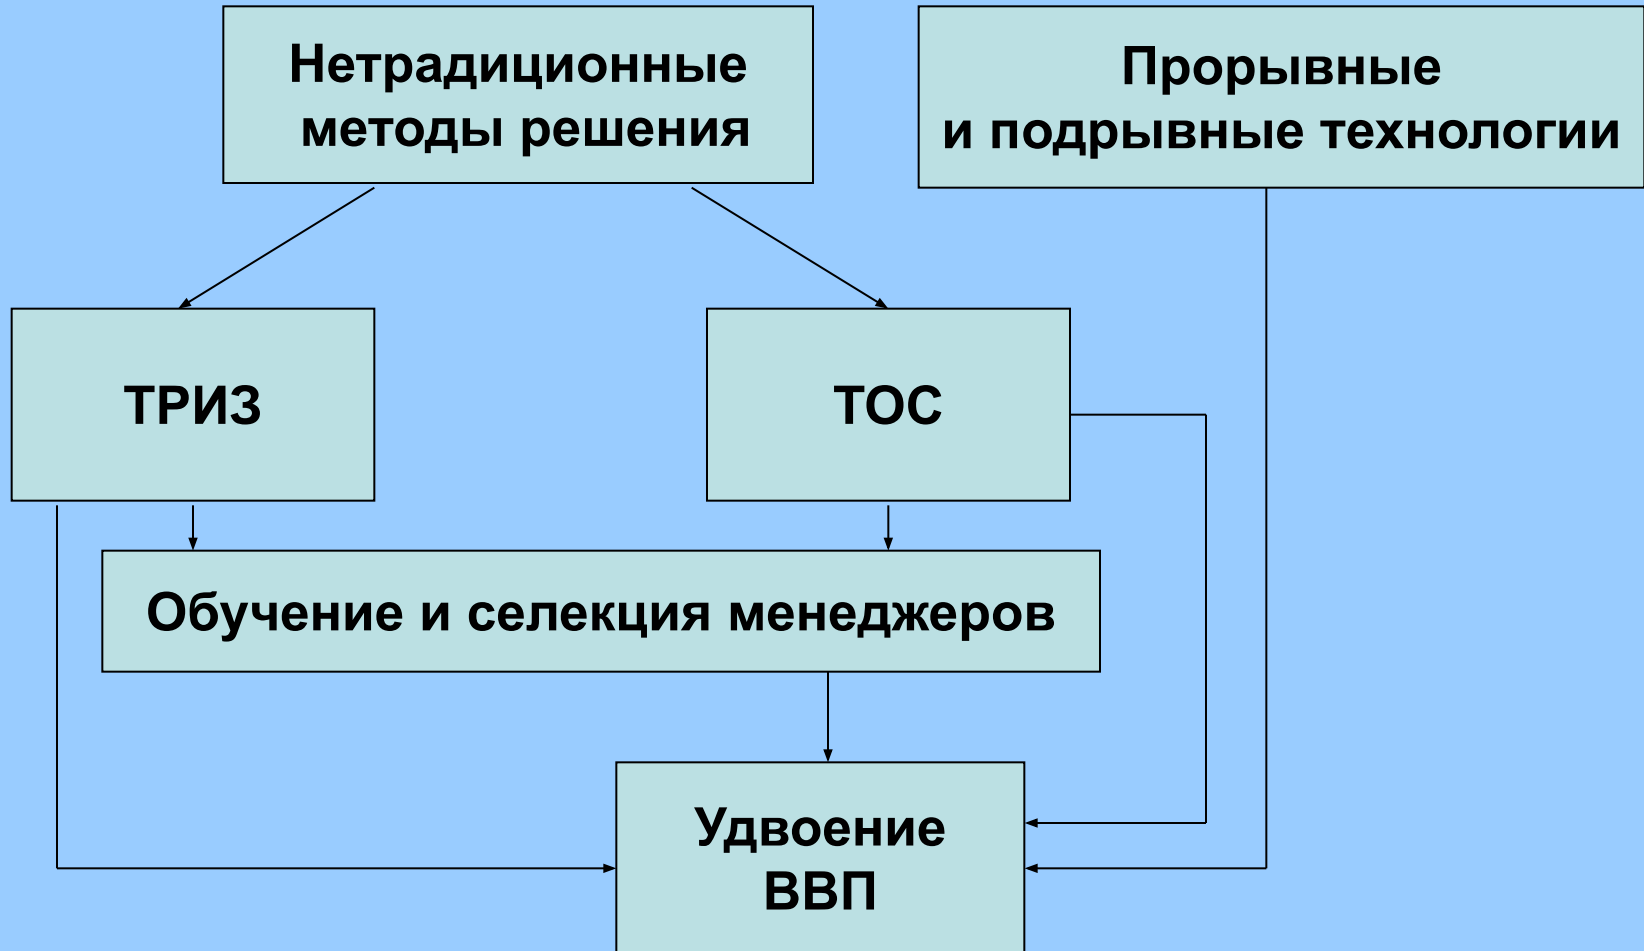 Нетрадиционные
методы решения
Прорывные
и подрывные технологии
ТРИЗ
ТОС
Обучение и селекция менеджеров
Удвоение
ВВП